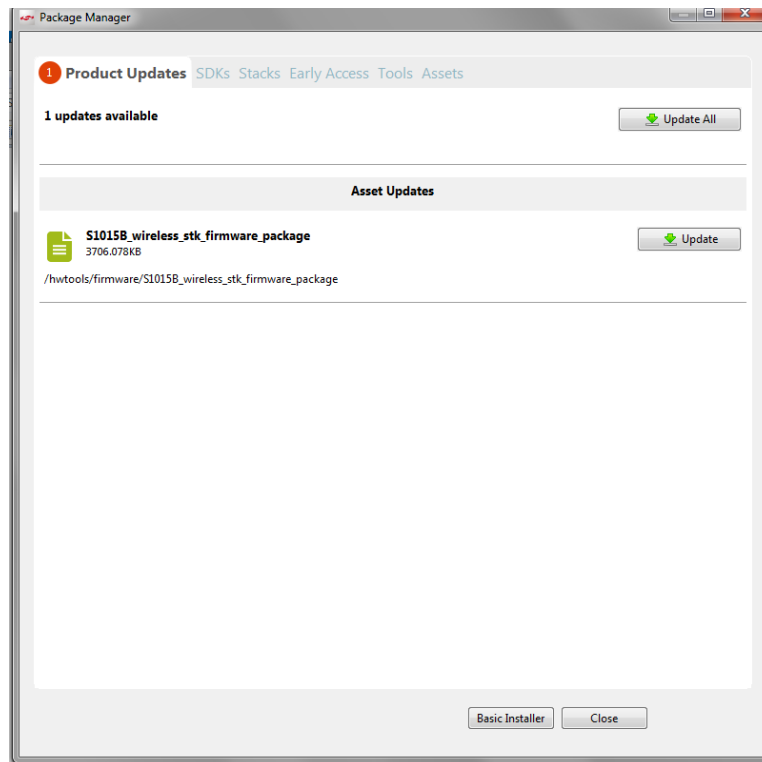 Package Manager
1 Product Updates SDKs Stacks Early Access Tools Assets
1 updates available
Update All
Asset Updates
S1015B_wireless_stk_firmware_package
3706.078KB
Update
/hwtools/firmware/S1015B_wireless_stk_firmware_package
Basic Installer Close